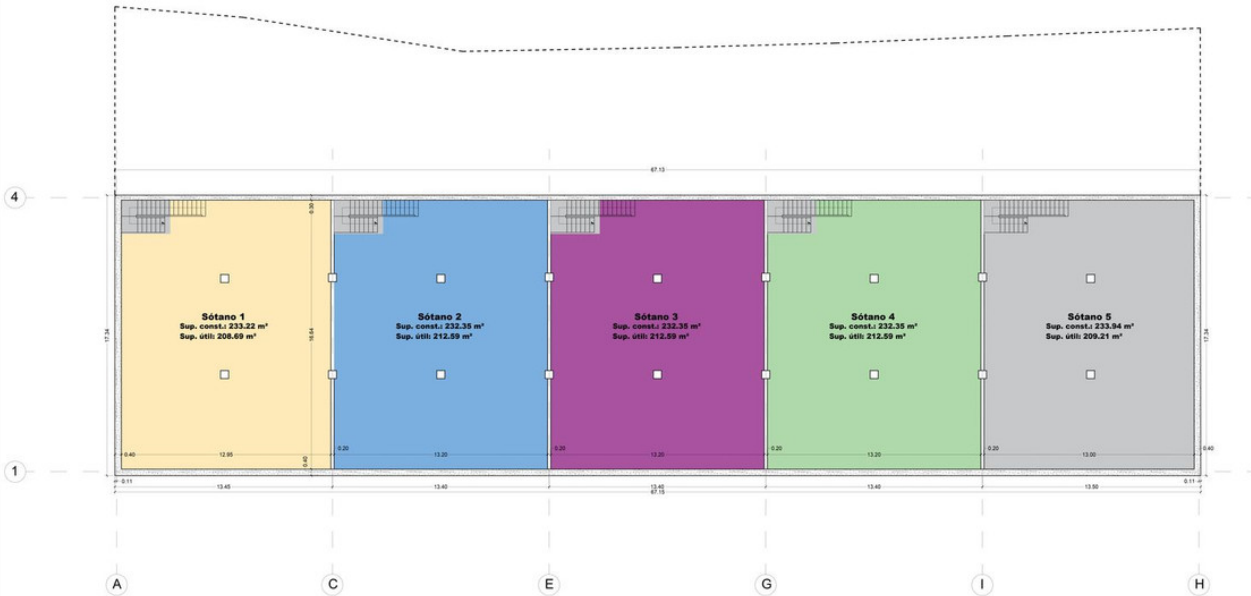 67.13
4
0.30
Sótano 1
Sup. const.: 233.22 m²
Sup. útil: 208.69 m²
Sótano 2
Sup. const.: 232.35 m²
Sup. útil: 212.59 m²
Sótano 3
Sup. const.: 232.35 m²
Sup. útil: 212.59 m²
Sótano 4
Sup. const.: 232.35 m²
Sup. útil: 212.59 m²
Sótano 5
Sup. const.: 233.94 m²
Sup. útil: 209.21 m²
17.34
16.64
17.34
0.20
0.20
0.20
0.20
0.40
12.95
0.40
13.20
13.20
13.20
13.00
0.40
1
0.11
13.45
13.40
13.40
13.40
13.50
0.11
67.15
A
C
E
G
I
H